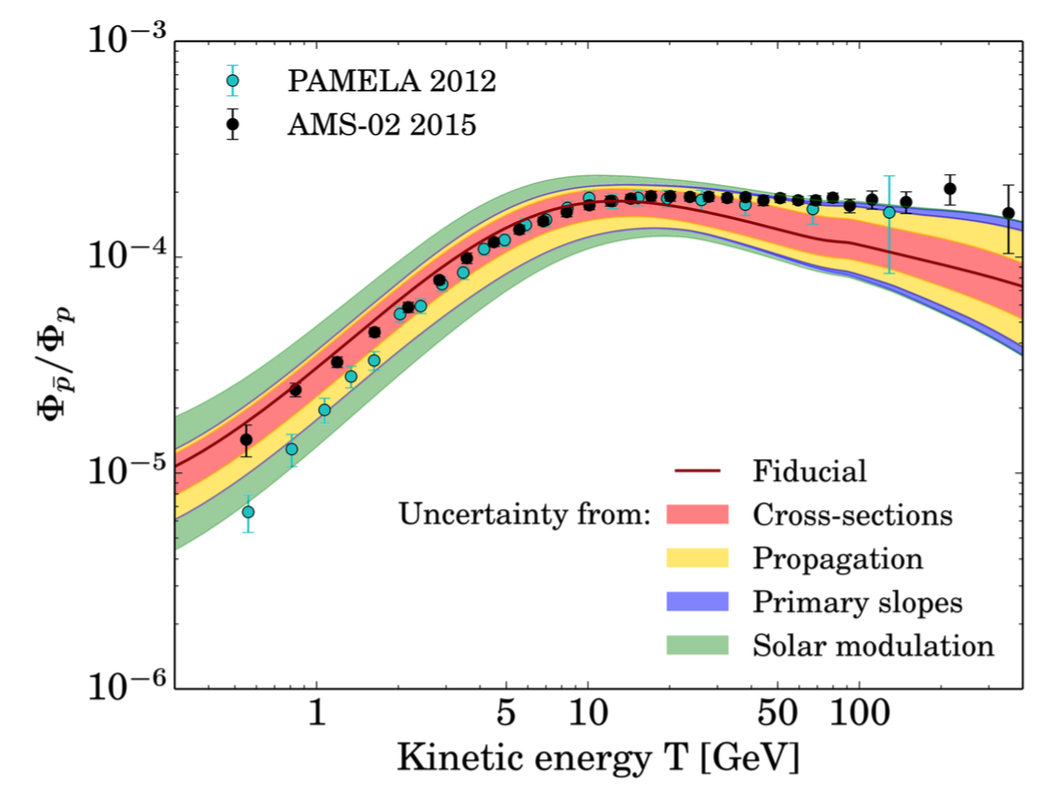 10⁻³
10⁻⁴
10⁻⁵
10⁻⁶
Φp̄/Φp
PAMELA 2012
AMS-02 2015
Fiducial
Uncertainty from:
Cross-sections
Propagation
Primary slopes
Solar modulation
1 5 10 50 100
Kinetic energy T [GeV]